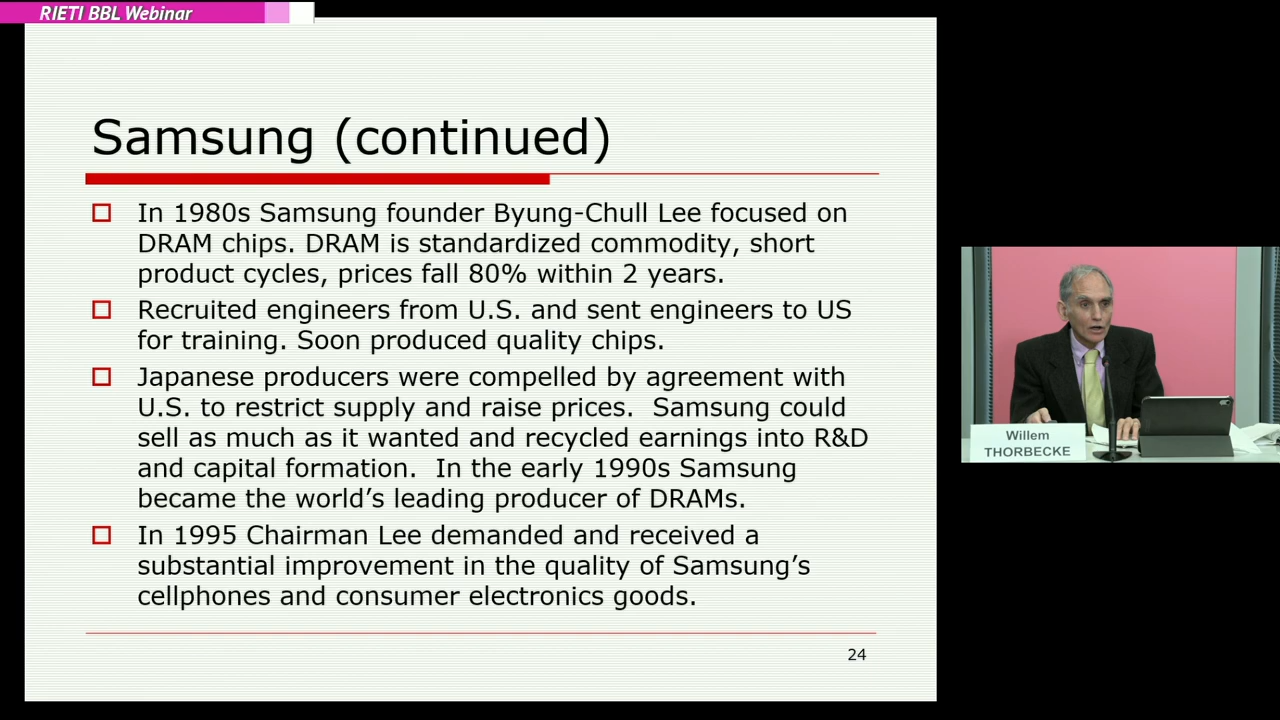 RIETI BBL Webinar
Samsung (continued)
In 1980s Samsung founder Byung-Chull Lee focused on
DRAM chips. DRAM is standardized commodity, short
product cycles, prices fall 80% within 2 years.
Recruited engineers from U.S. and sent engineers to US
for training. Soon produced quality chips.
Japanese producers were compelled by agreement with
U.S. to restrict supply and raise prices.  Samsung could
sell as much as it wanted and recycled earnings into R&D
and capital formation.  In the early 1990s Samsung
became the world's leading producer of DRAMs.
In 1995 Chairman Lee demanded and received a
substantial improvement in the quality of Samsung's
cellphones and consumer electronics goods.
24
Willem
THORBECKE